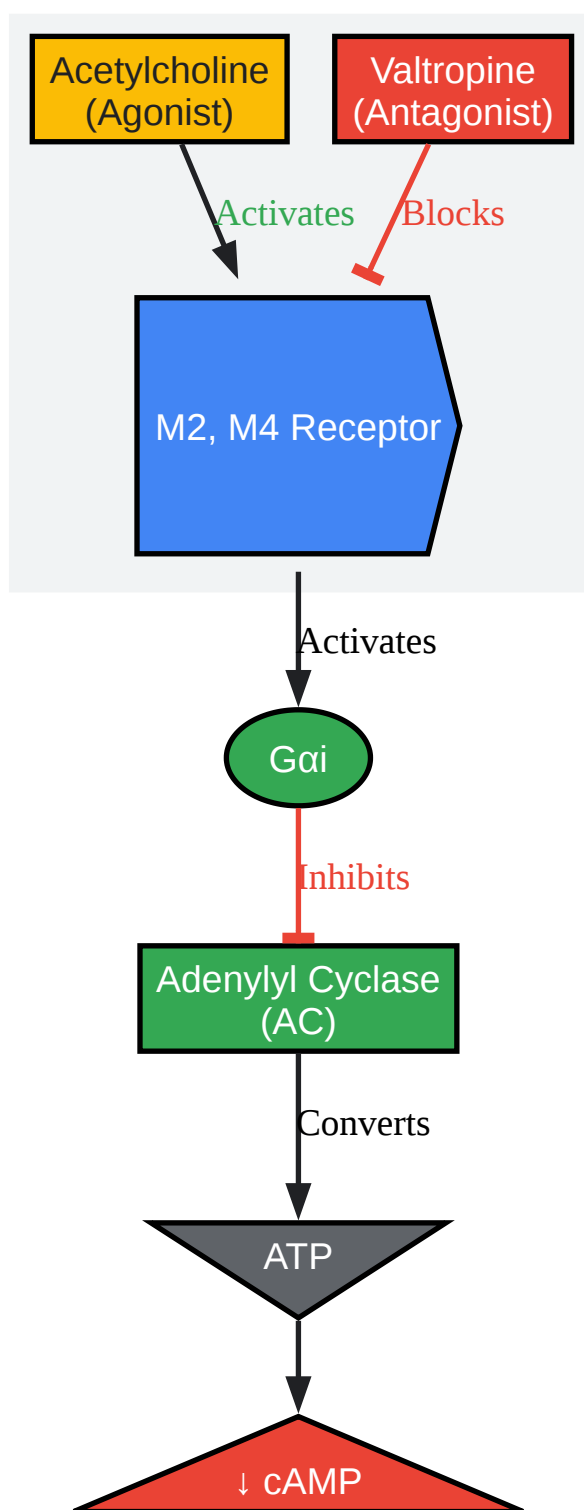 Acetylcholine
(Agonist)
Valtropine
(Antagonist)
Activates
Blocks
M2, M4 Receptor
Activates
Gαi
Inhibits
Adenylyl Cyclase
(AC)
Converts
ATP
↓ cAMP